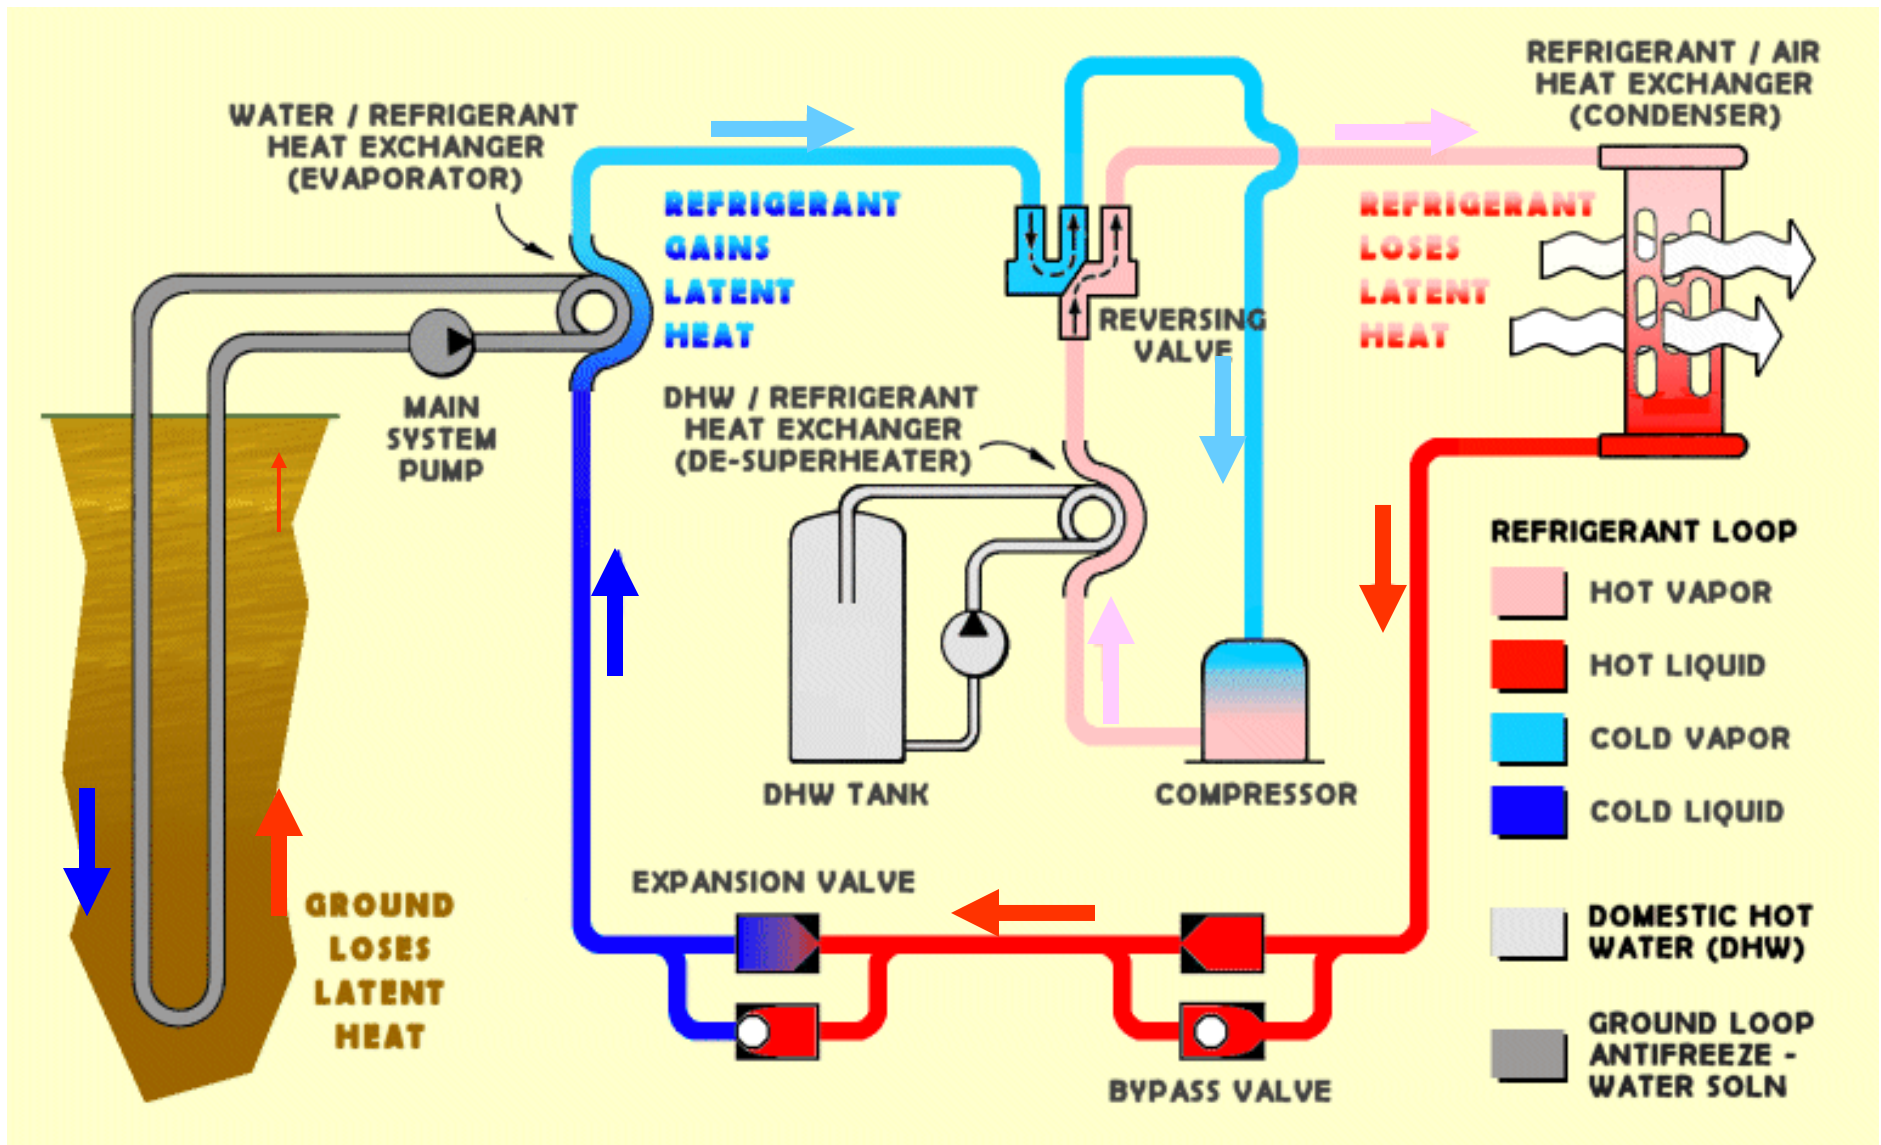 REFRIGERANT / AIR
HEAT EXCHANGER
(CONDENSER)
WATER / REFRIGERANT
HEAT EXCHANGER
(EVAPORATOR)
REFRIGERANT
GAINS
LATENT
HEAT
REFRIGERANT
LOSES
LATENT
HEAT
REVERSING
VALVE
MAIN
SYSTEM
PUMP
DHW / REFRIGERANT
HEAT EXCHANGER
(DE-SUPERHEATER)
REFRIGERANT LOOP
HOT VAPOR
HOT LIQUID
COLD VAPOR
COLD LIQUID
DHW TANK
COMPRESSOR
EXPANSION VALVE
GROUND
LOSES
LATENT
HEAT
DOMESTIC HOT
WATER (DHW)
GROUND LOOP
ANTIFREEZE -
WATER SOLN
BYPASS VALVE